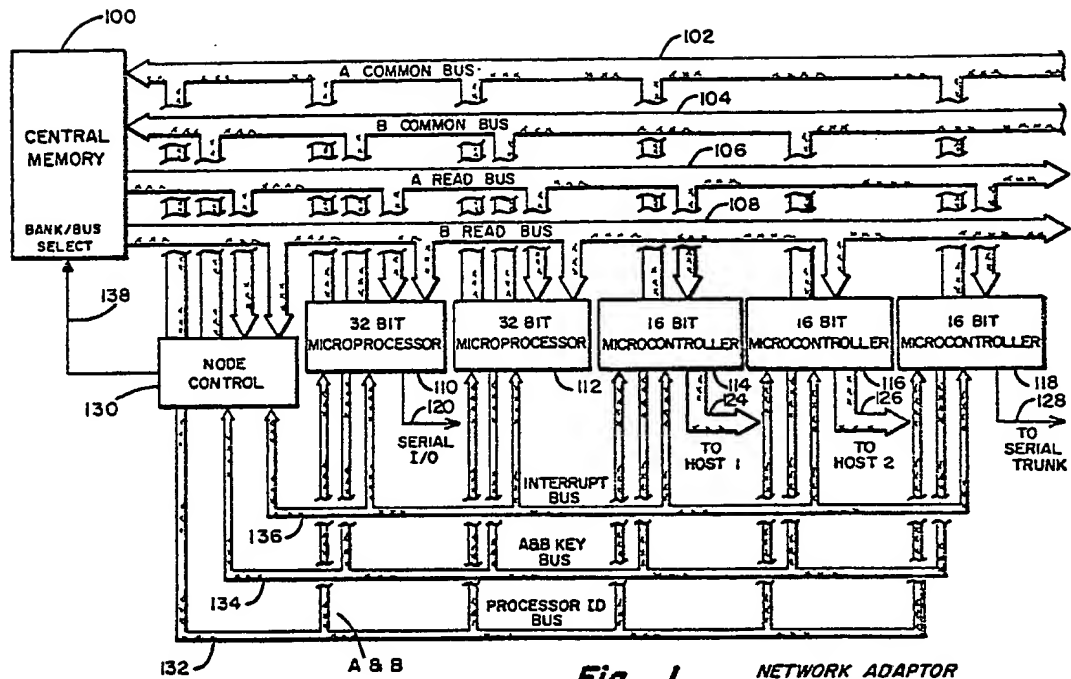 100
102
A COMMON BUS
104
CENTRAL
MEMORY
B COMMON BUS
106
A READ BUS
108
BANK/BUS
SELECT
B READ BUS
138
32 BIT
MICROPROCESSOR
32 BIT
MICROPROCESSOR
16 BIT
MICROCONTROLLER
16 BIT
MICROCONTROLLER
16 BIT
MICROCONTROLLER
NODE
CONTROL
130
110
112
114
116
118
120
124
126
128
SERIAL
I/O
TO
HOST 1
TO
HOST 2
TO
SERIAL
TRUNK
INTERRUPT
BUS
136
A&B KEY
BUS
134
PROCESSOR ID
BUS
132
A & B
Fig. 1
NETWORK ADAPTOR